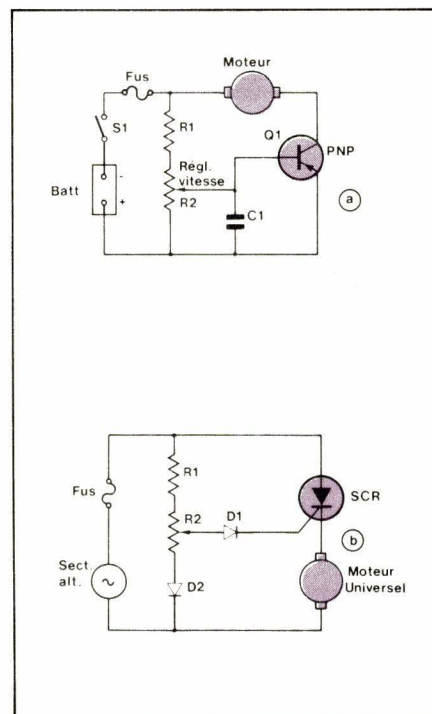 Moteur
Fus
S1
R1
Q1
PNP
Régl.
vitesse
Batt
-
+
R2
C1
a
R1
Fus
SCR
R2
D1
b
Sect.
alt.
D2
Moteur
Universel